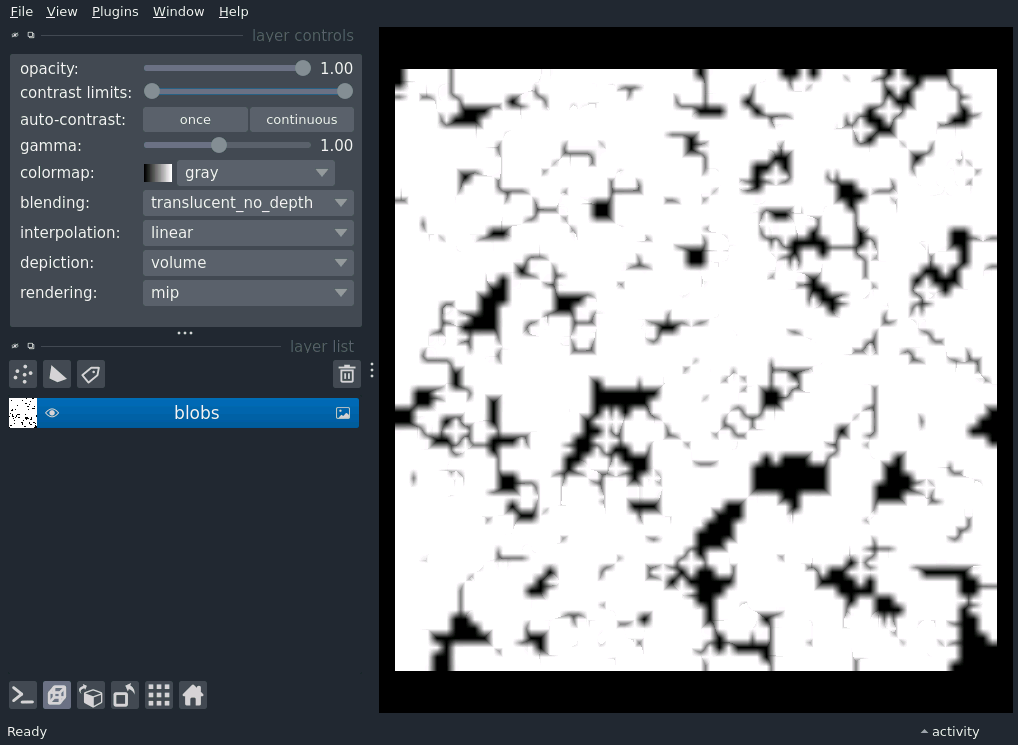 File View Plugins Window Help
layer controls
opacity: 1.00
contrast limits:
auto-contrast: once continuous
gamma: 1.00
colormap: gray
blending: translucent_no_depth
interpolation: linear
depiction: volume
rendering: mip
layer list
blobs
Ready
activity